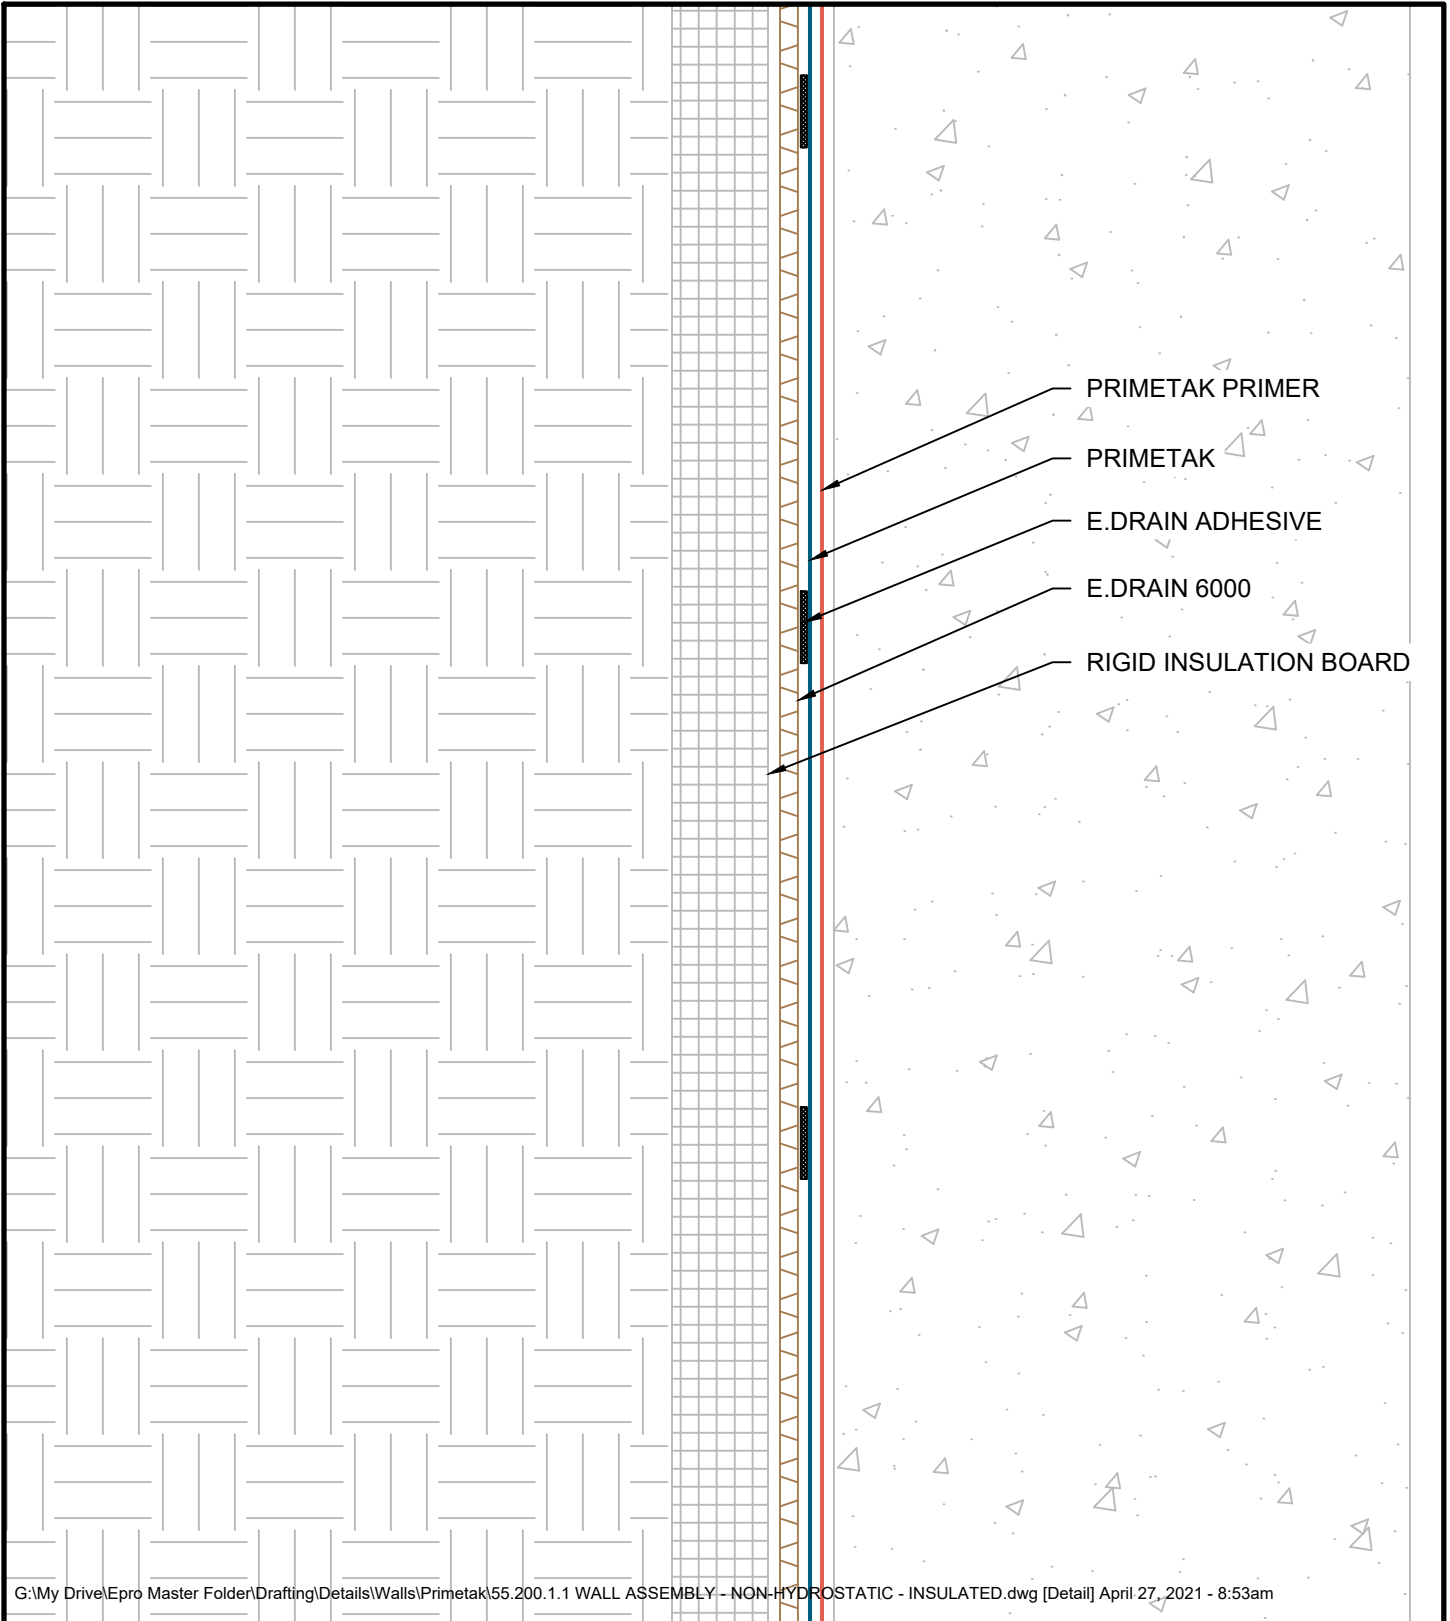 PRIMETAK PRIMER
PRIMETAK
E.DRAIN ADHESIVE
E.DRAIN 6000
RIGID INSULATION BOARD
G:\My Drive\Epro Master Folder\Drafting\Details\Walls\Primetak\55.200.1.1 WALL ASSEMBLY - NON-HYDROSTATIC - INSULATED.dwg [Detail] April 27, 2021 - 8:53am